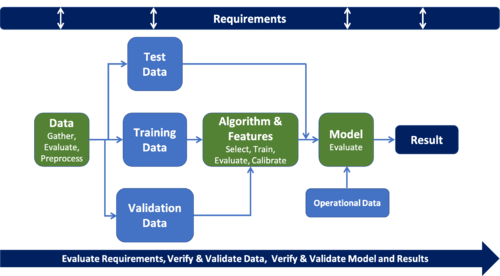 Requirements
Test
Data
Data
Gather,
Evaluate,
Preprocess
Training
Data
Algorithm &
Features
Select, Train,
Evaluate, Calibrate
Model
Evaluate
Result
Validation
Data
Operational Data
Evaluate Requirements, Verify & Validate Data, Verify & Validate Model and Results